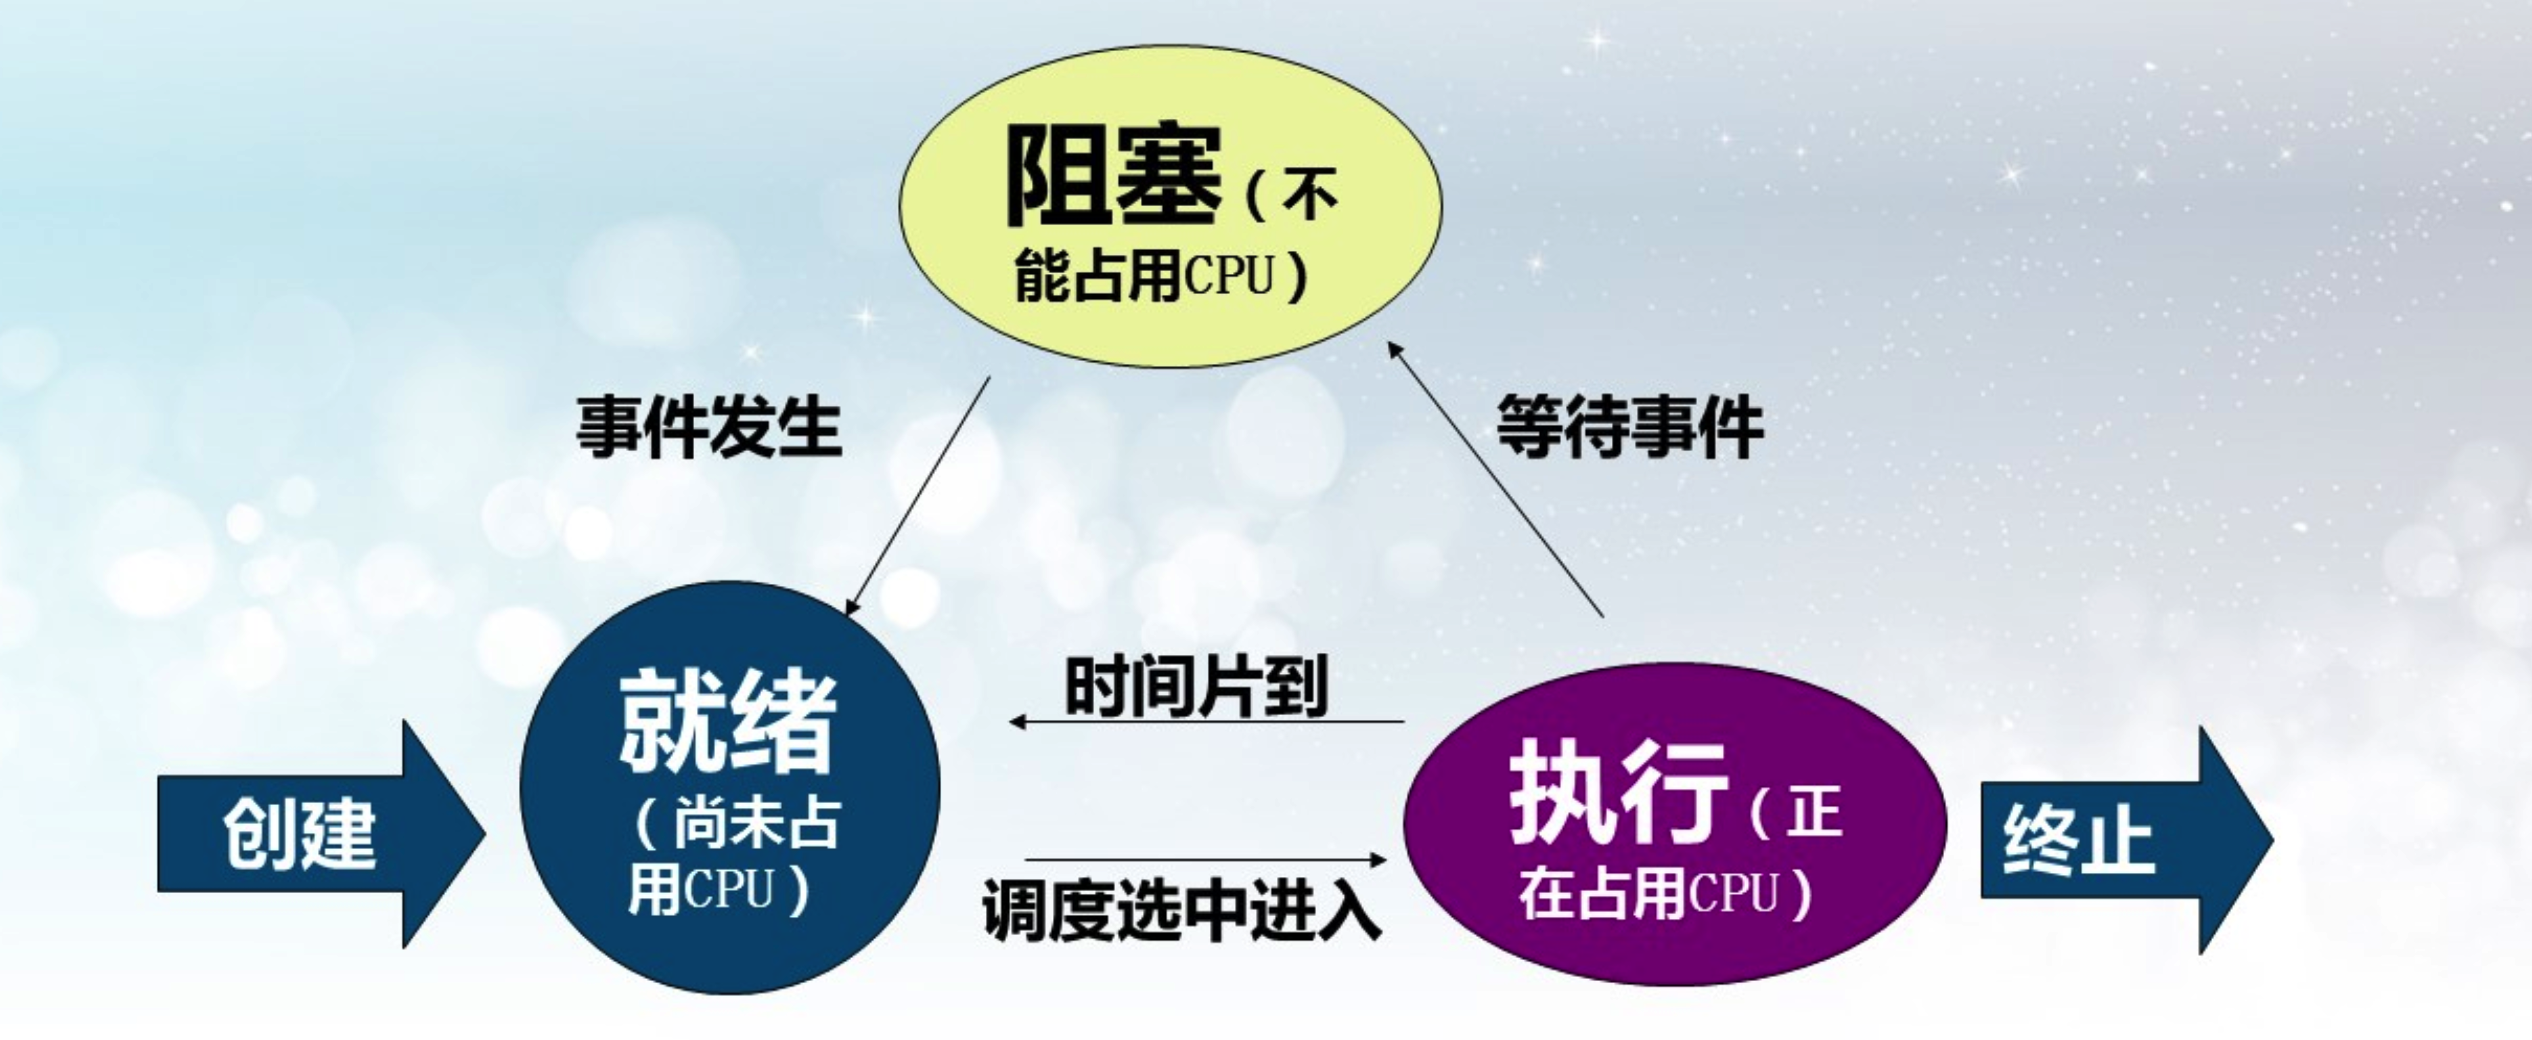 阻塞（不
能占用CPU）
事件发生
等待事件
时间片到
就绪
（尚未占
用CPU）
执行（正
在占用CPU）
创建
终止
调度选中进入